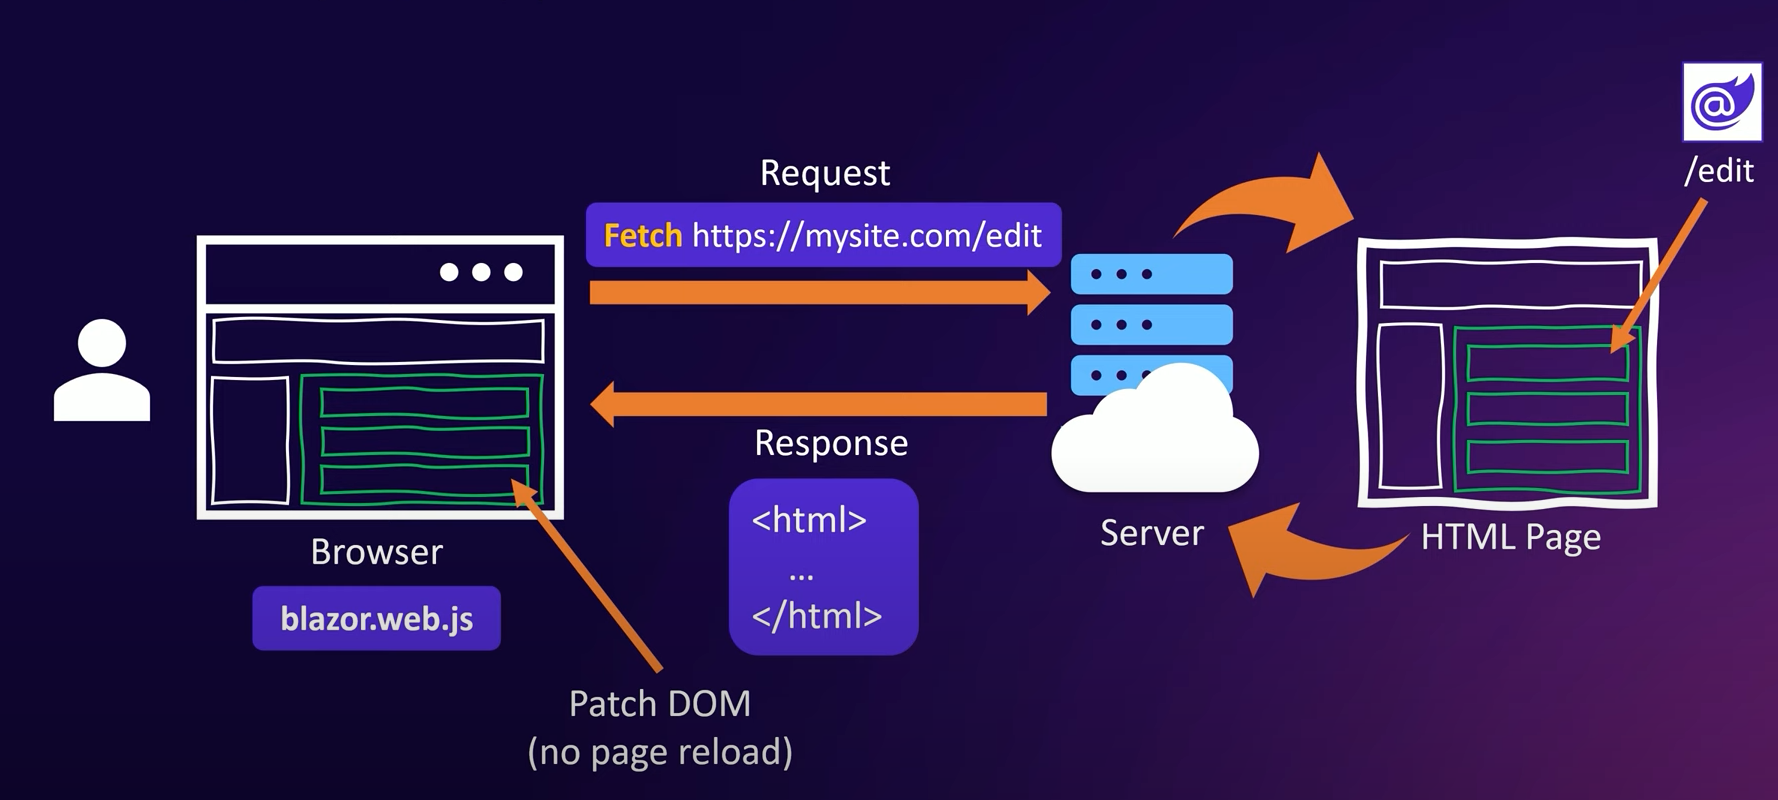 Request
Fetch https://mysite.com/edit
/edit
Response
<html>
...
</html>
Browser
blazor.web.js
Server
HTML Page
Patch DOM
(no page reload)